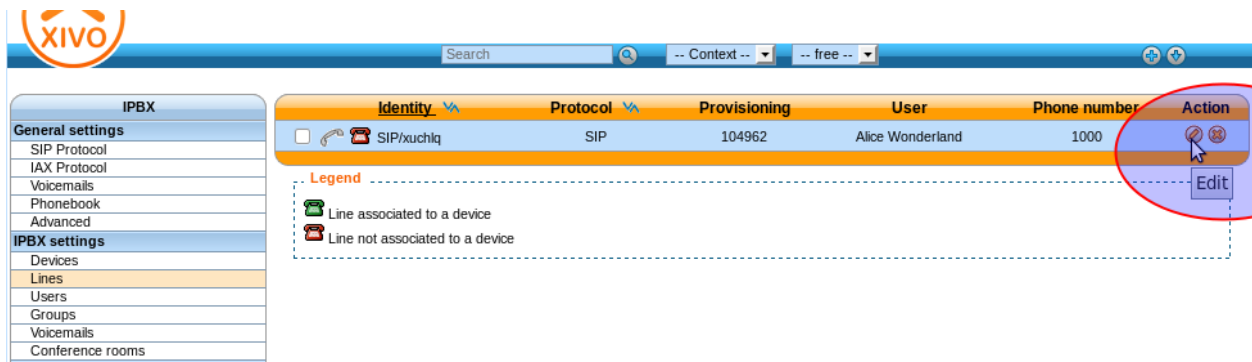 XIVO
Search
-- Context --
-- free --
IPBX
General settings
SIP Protocol
IAX Protocol
Voicemails
Phonebook
Advanced
IPBX settings
Devices
Lines
Users
Groups
Voicemails
Conference rooms
Identity Protocol Provisioning User Phone number Action
SIP/xuchlq SIP 104962 Alice Wonderland 1000
Edit
Legend
Line associated to a device
Line not associated to a device